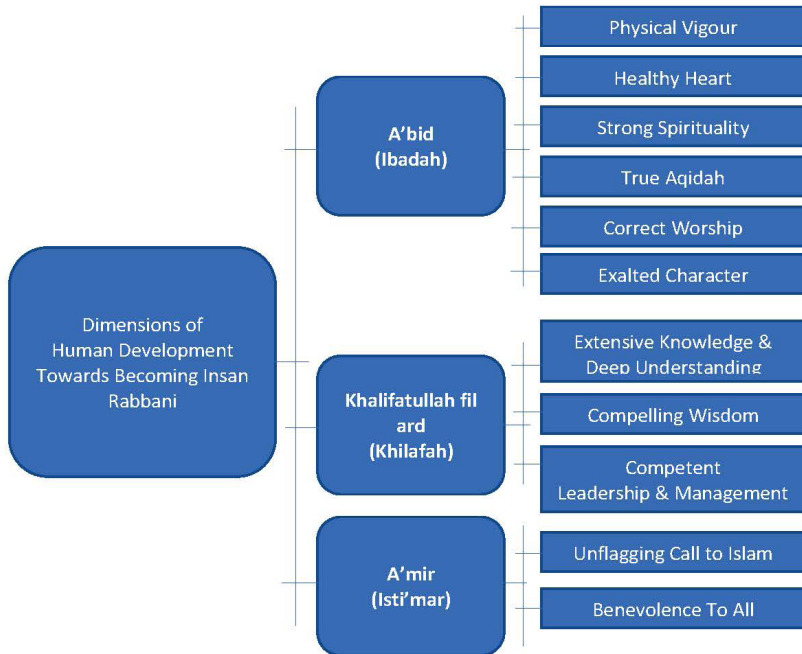 Dimensions of
Human Development
Towards Becoming Insan
Rabbani
A'bid
(Ibadah)
Physical Vigour
Healthy Heart
Strong Spirituality
True Aqidah
Correct Worship
Exalted Character
Khalifatullah fil
ard
(Khilafah)
Extensive Knowledge &
Deep Understanding
Compelling Wisdom
Competent
Leadership & Management
A'mir
(Isti'mar)
Unflagging Call to Islam
Benevolence To All